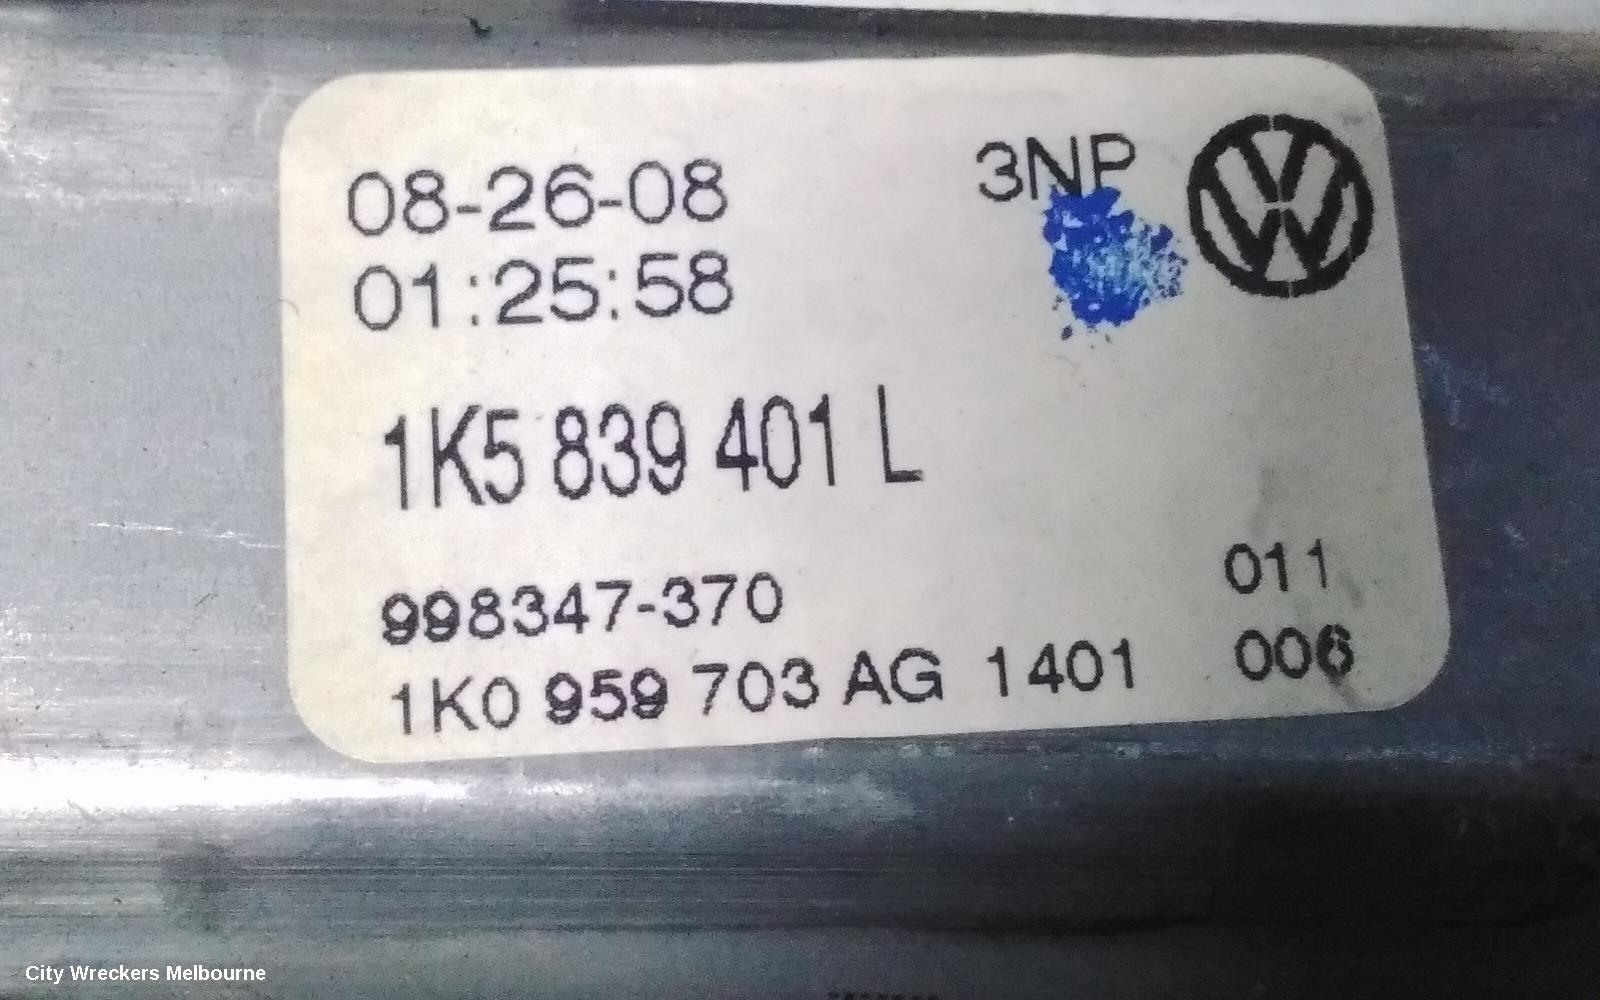 08-26-08
3NP
01:25:58
1K5 839 401 L
998347-370
011
1K0 959 703 AG 1401
006
City Wreckers Melbourne